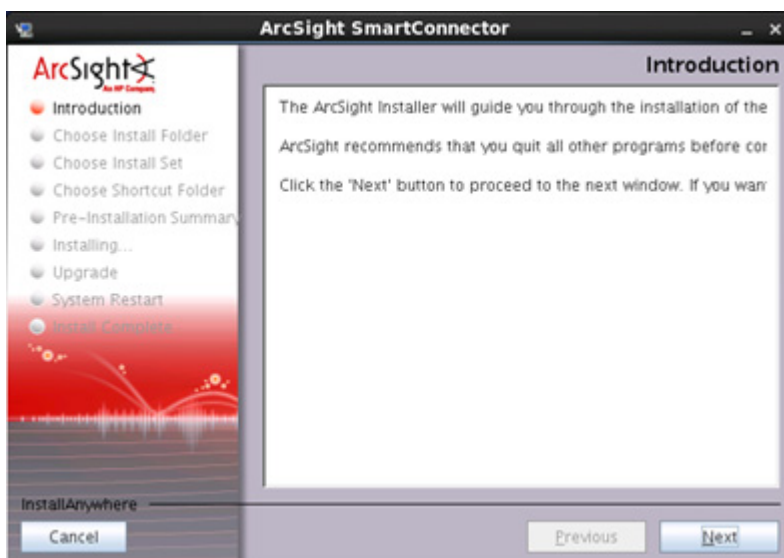 ArcSight SmartConnector
ArcSight
An HP Company
Introduction
Introduction
Choose Install Folder
Choose Install Set
Choose Shortcut Folder
Pre-Installation Summary
Installing...
Upgrade
System Restart
Install Complete
The ArcSight Installer will guide you through the installation of the
ArcSight recommends that you quit all other programs before cor
Click the 'Next' button to proceed to the next window. If you wan
InstallAnywhere
Cancel
Previous
Next